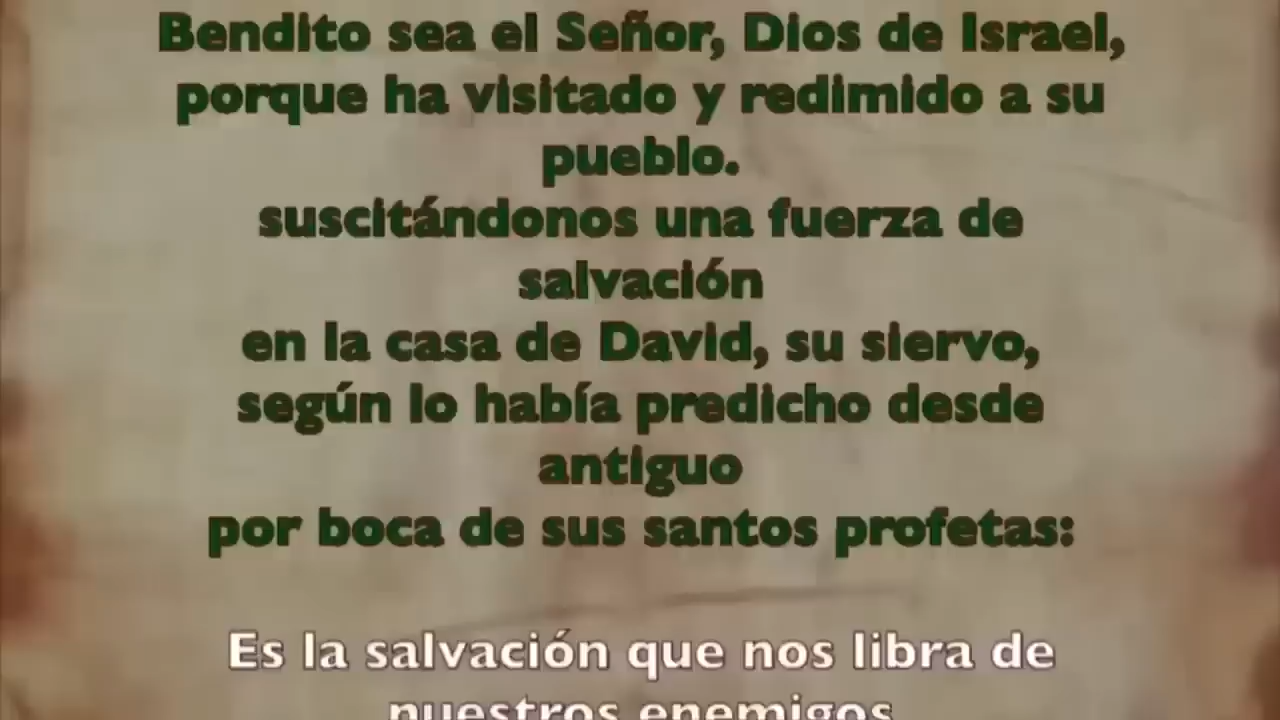 Bendito sea el Señor, Dios de Israel,
porque ha visitado y redimido a su
pueblo.
suscitándonos una fuerza de
salvación
en la casa de David, su siervo,
según lo había predicho desde
antiguo
por boca de sus santos profetas:
Es la salvación que nos libra de
nuestros enemigos